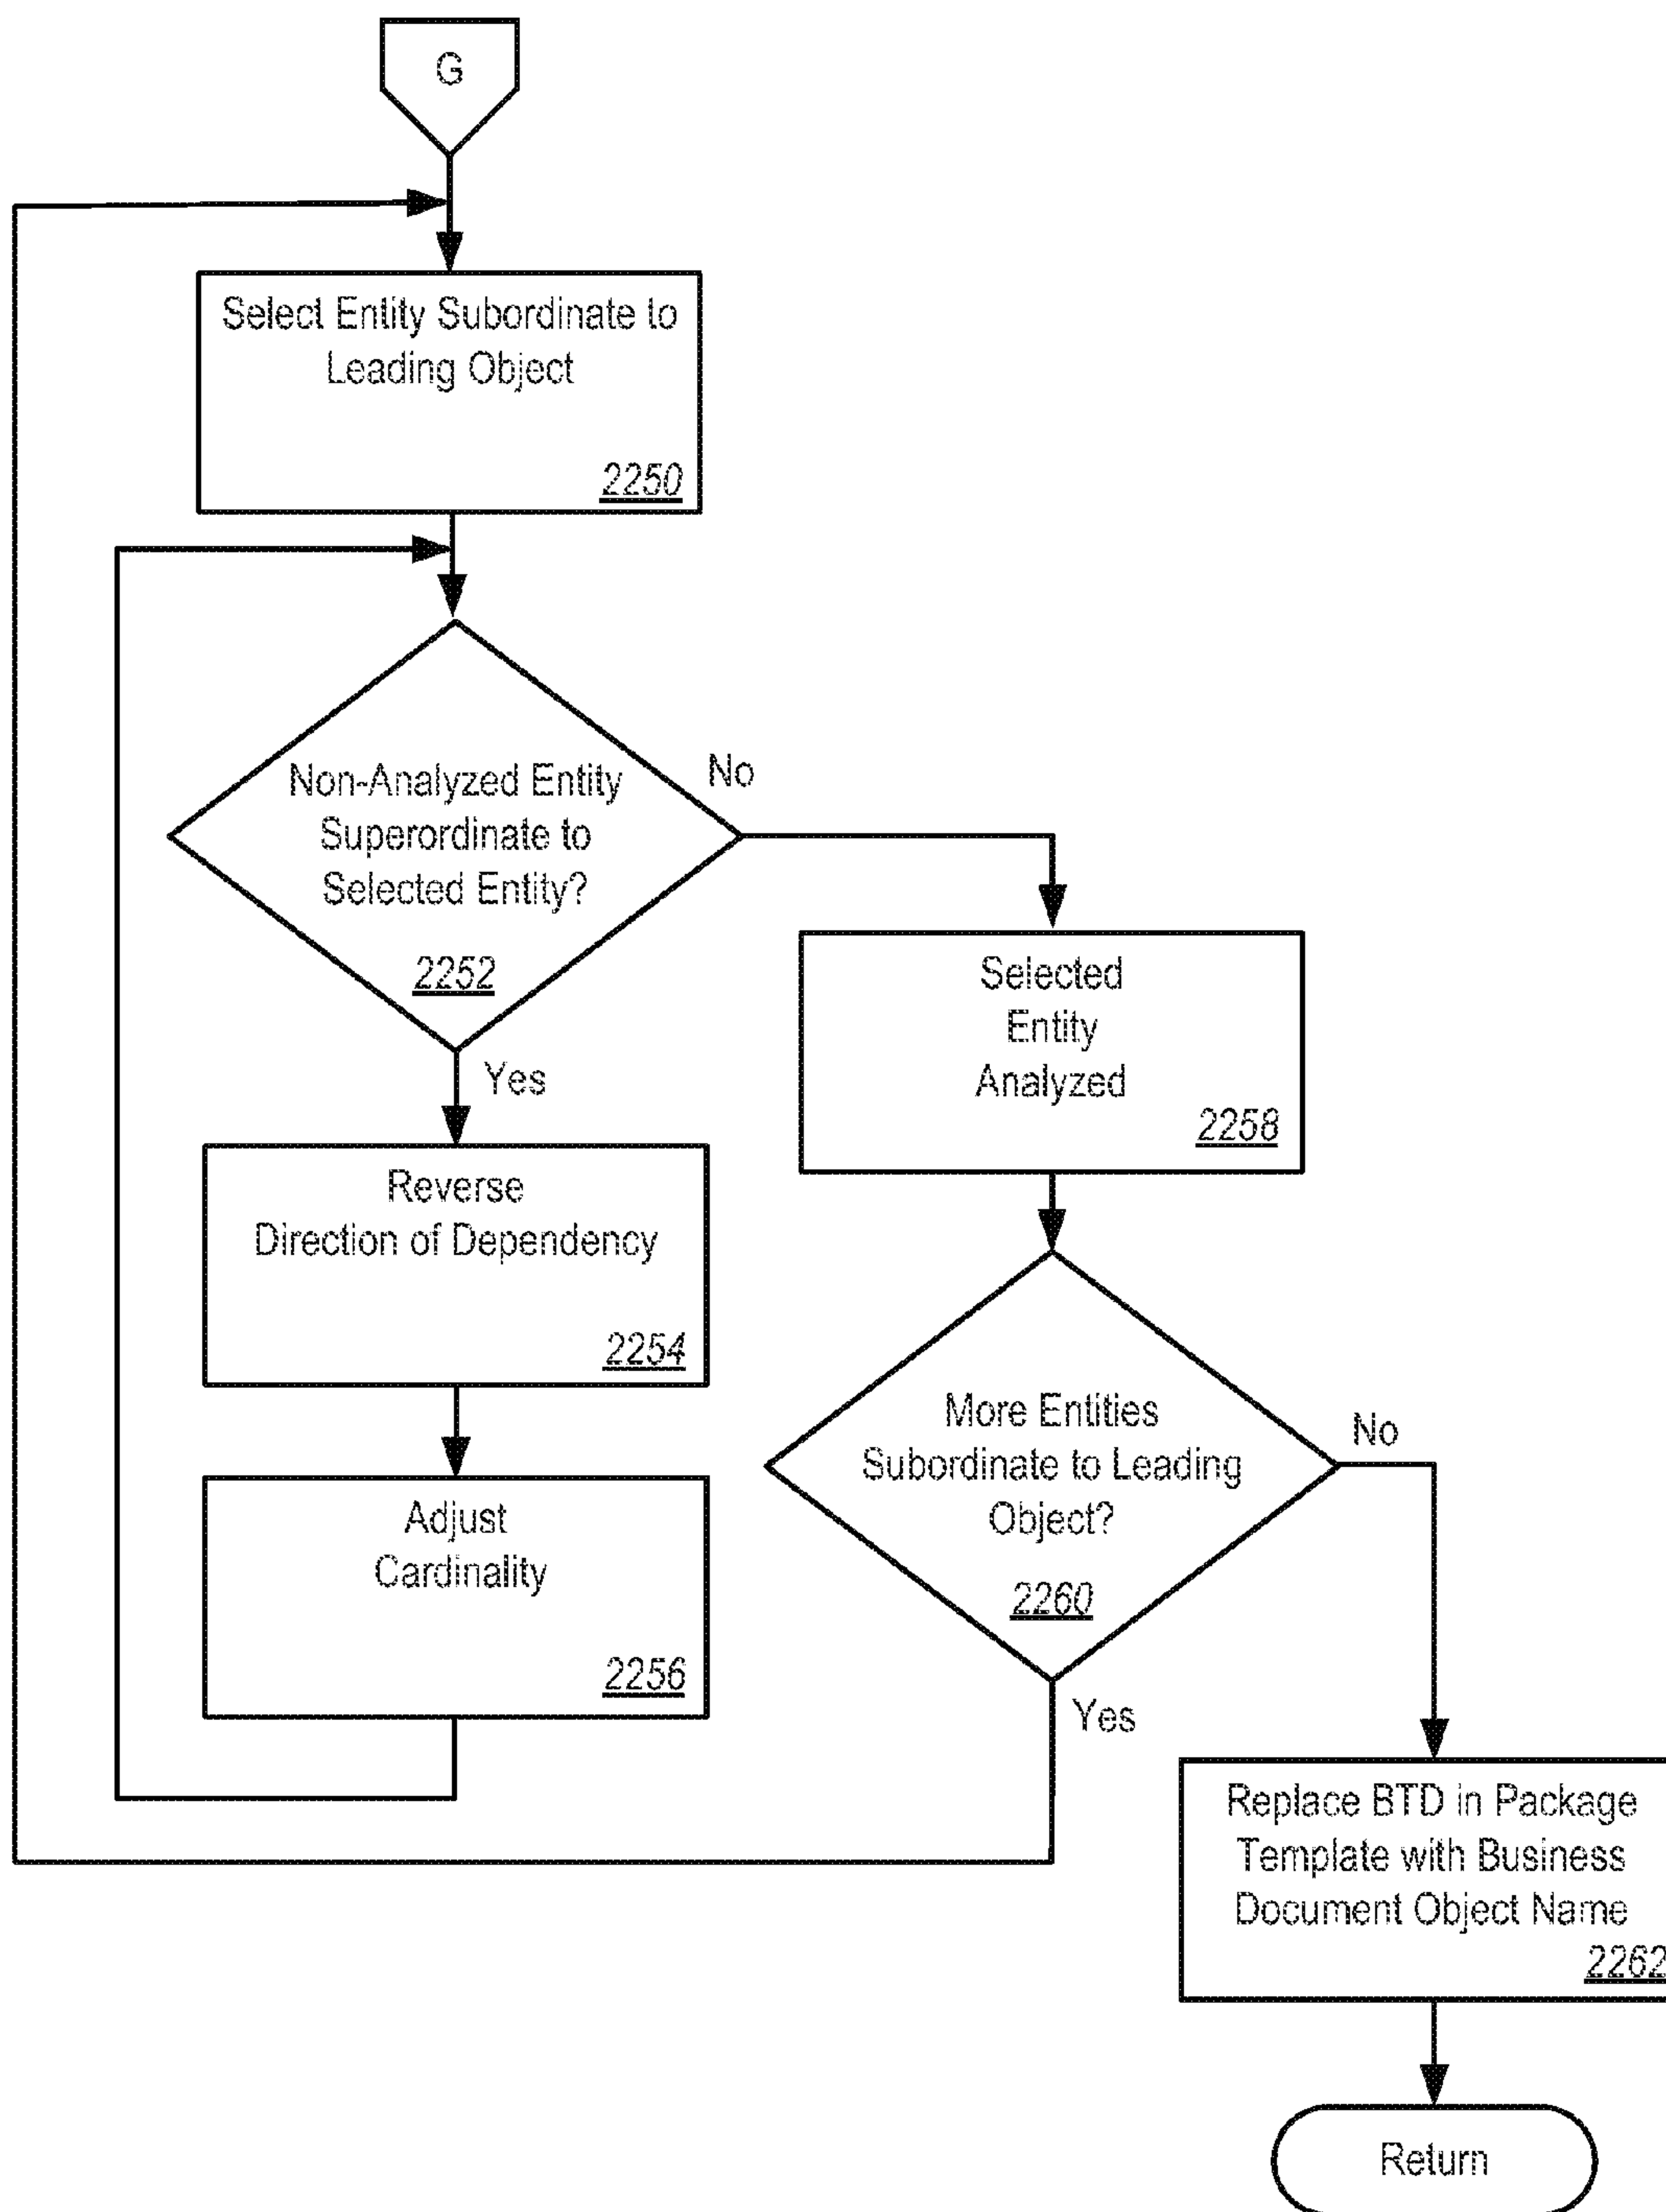 G
Select Entity Subordinate to
Leading Object
2250
Non-Analyzed Entity
Superordinate to
Selected Entity?
2252
No
Yes
Selected
Entity
Analyzed
2258
Reverse
Direction of Dependency
2254
More Entities
Subordinate to Leading
Object?
2260
No
Yes
Adjust
Cardinality
2256
Replace BTD in Package
Template with Business
Document Object Name
2262
Return